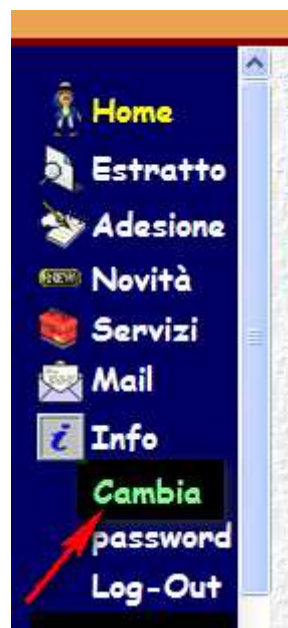 Home
Estratto
Adesione
NEW Novità
Servizi
Mail
i Info
Cambia
password
Log-Out